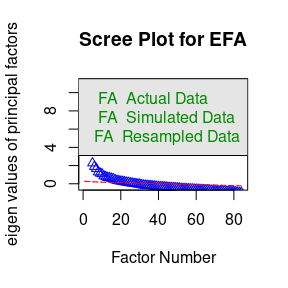 Scree Plot for EFA
eigen values of principal factors
8
4
0
FA Actual Data
FA Simulated Data
FA Resampled Data
0 20 40 60 80
Factor Number